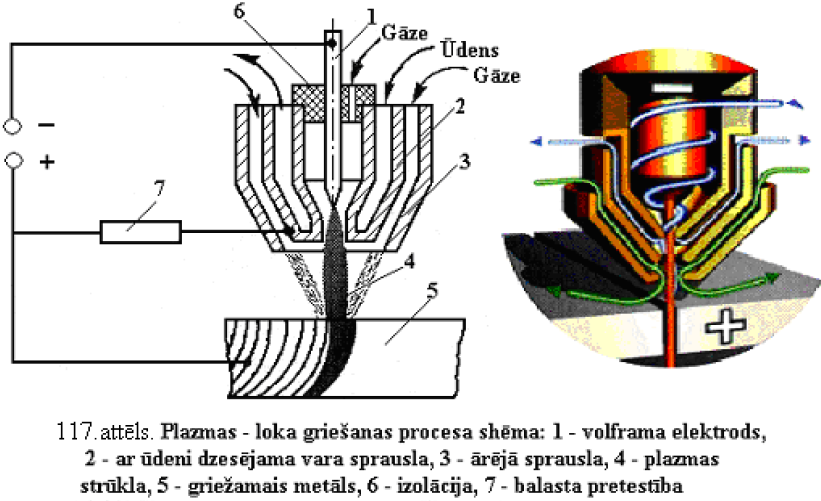 6
1
Gāze
Ūdens
Gāze
2
3
−
+
7
4
5
117.attēls. Plazmas - loka griešanas procesa shēma: 1 - volframa elektrods,
2 - ar ūdeni dzesējama vara sprausla, 3 - ārējā sprausla, 4 - plazmas
strūkla, 5 - griežamais metāls, 6 - izolācija, 7 - balasta pretestība